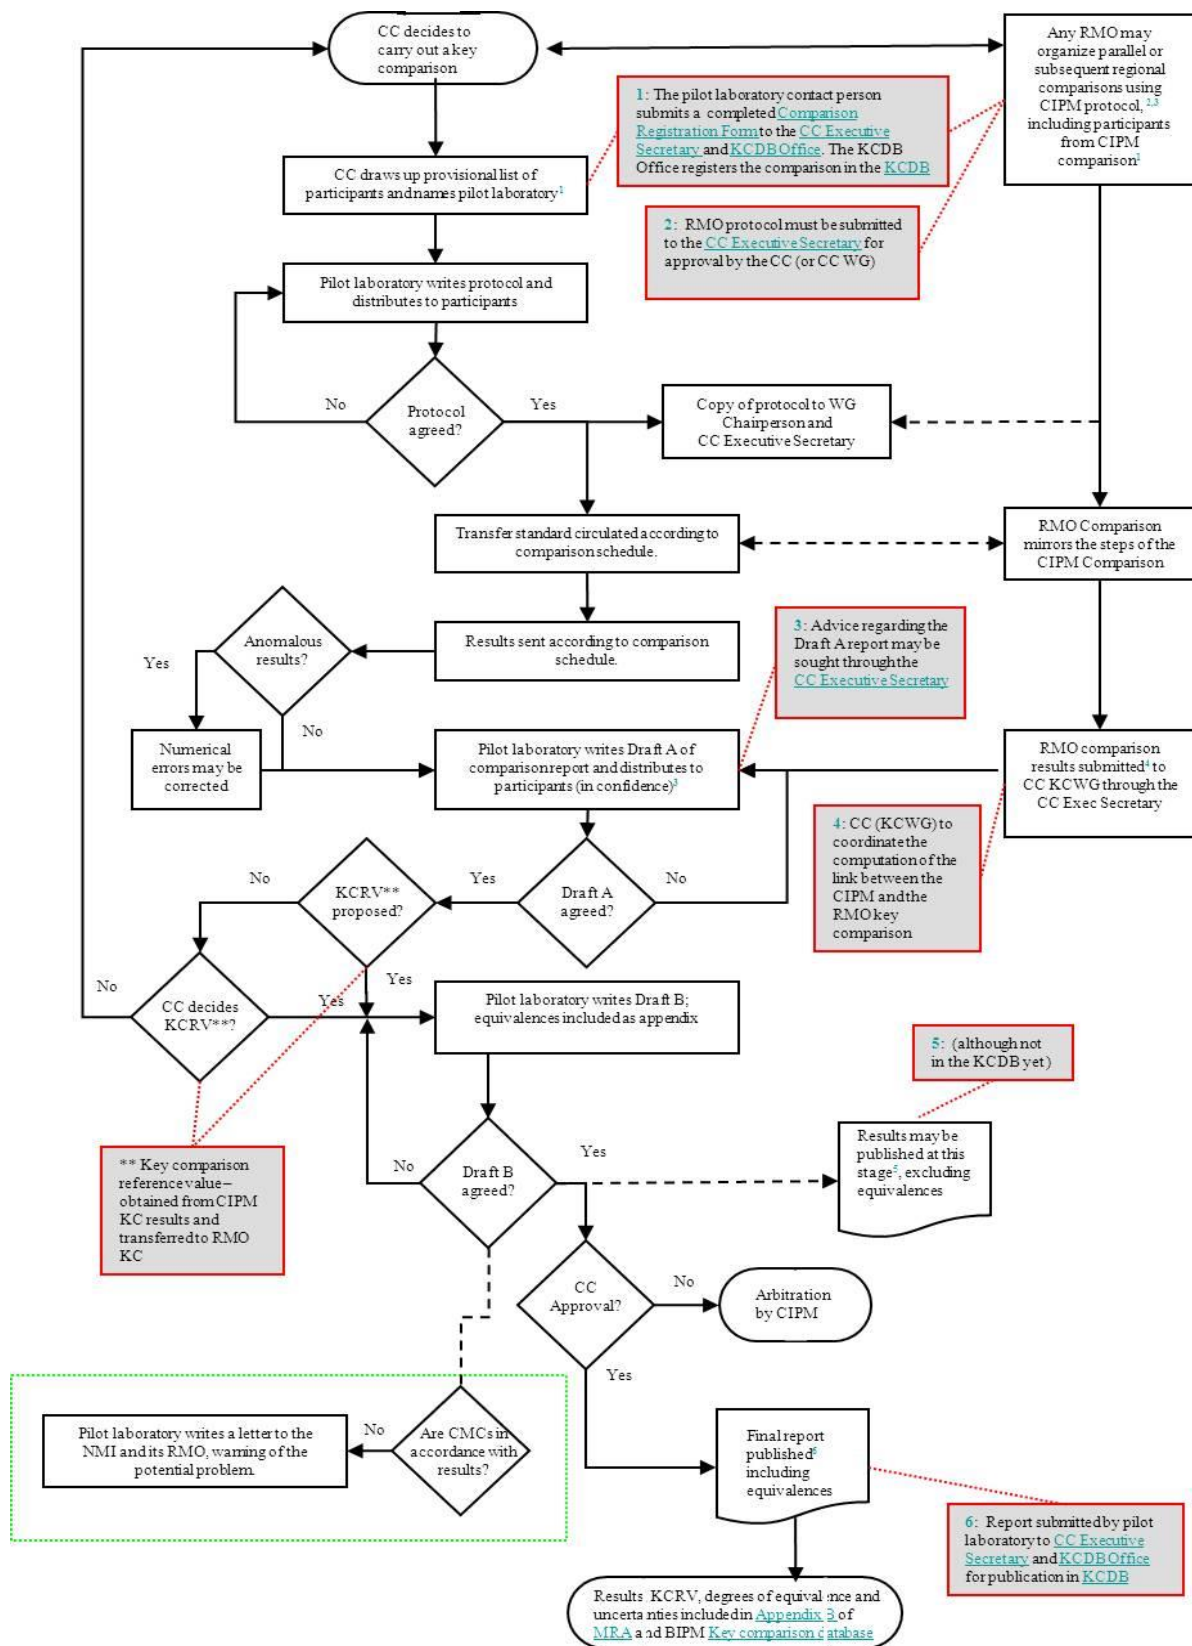 CC decides to
carry out a key
comparison
Any RMO may
organize parallel or
subsequent regional
comparisons using
CIPM protocol, 2,3
including participants
from CIPM
comparison1
1: The pilot laboratory contact person
submits a completed Comparison
Registration Form to the CC Executive
Secretary and KCDB Office. The KCDB
Office registers the comparison in the KCDB
CC draws up provisional list of
participants and names pilot laboratory1
2: RMO protocol must be submitted
to the CC Executive Secretary for
approval by the CC (or CC WG)
Pilot laboratory writes protocol and
distributes to participants
No
Protocol
agreed?
Yes
Copy of protocol to WG
Chairperson and
CC Executive Secretary
Transfer standard circulated according to
comparison schedule.
RMO Comparison
mirrors the steps of the
CIPM Comparison
Anomalous
results?
Yes
No
Results sent according to comparison
schedule.
3: Advice regarding the
Draft A report may be
sought through the
CC Executive Secretary
Numerical
errors may be
corrected
Pilot laboratory writes Draft A of
comparison report and distributes to
participants (in confidence)3
RMO comparison
results submitted4 to
CC KCWG through the
CC Exec Secretary
4: CC (KCWG) to
coordinate the
computation of the
link between the
CIPM and the
RMO key
comparison
No
KCRV**
proposed?
Yes
Draft A
agreed?
No
Yes
No
CC decides
KCRV**?
Yes
Pilot laboratory writes Draft B;
equivalences included as appendix
5: (although not
in the KCDB yet)
** Key comparison
reference value–
obtained from CIPM
KC results and
transferred to RMO
KC
No
Draft B
agreed?
Yes
Results may be
published at this
stage5, excluding
equivalences
CC
Approval?
No
Arbitration
by CIPM
Yes
Pilot laboratory writes a letter to the
NMI and its RMO, warning of the
potential problem.
No
Are CMCs in
accordance with
results?
Final report
published6
including
equivalences
6: Report submitted by pilot
laboratory to CC Executive
Secretary and KCDB Office
for publication in KCDB
Results, KCRV, degrees of equivalence and
uncertainties included in Appendix B of
MRA and BIPM Key comparison database